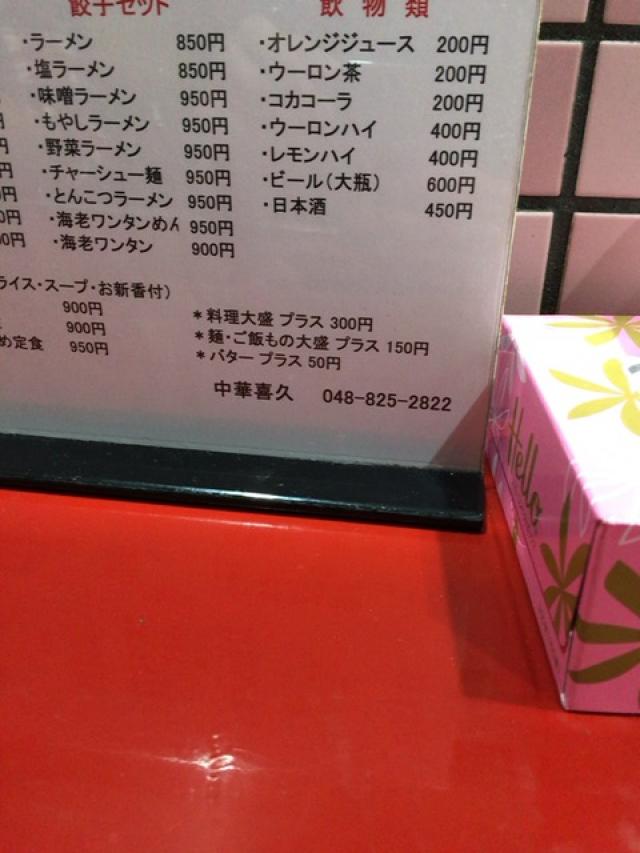 餃子セット
・ラーメン 850円
・塩ラーメン 850円
・味噌ラーメン 950円
・もやしラーメン 950円
・野菜ラーメン 950円
・チャーシュー麺 950円
・とんこつラーメン 950円
・海老ワンタンめん 950円
・海老ワンタン 900円
飲物類
・オレンジジュース 200円
・ウーロン茶 200円
・コカコーラ 200円
・ウーロンハイ 400円
・レモンハイ 400円
・ビール(大瓶) 600円
・日本酒 450円
ライス・スープ・お新香付)
900円
900円
め定食 950円
*料理大盛 プラス 300円
*麺・ご飯もの大盛 プラス 150円
*バター プラス 50円
中華喜久 048-825-2822
Hello